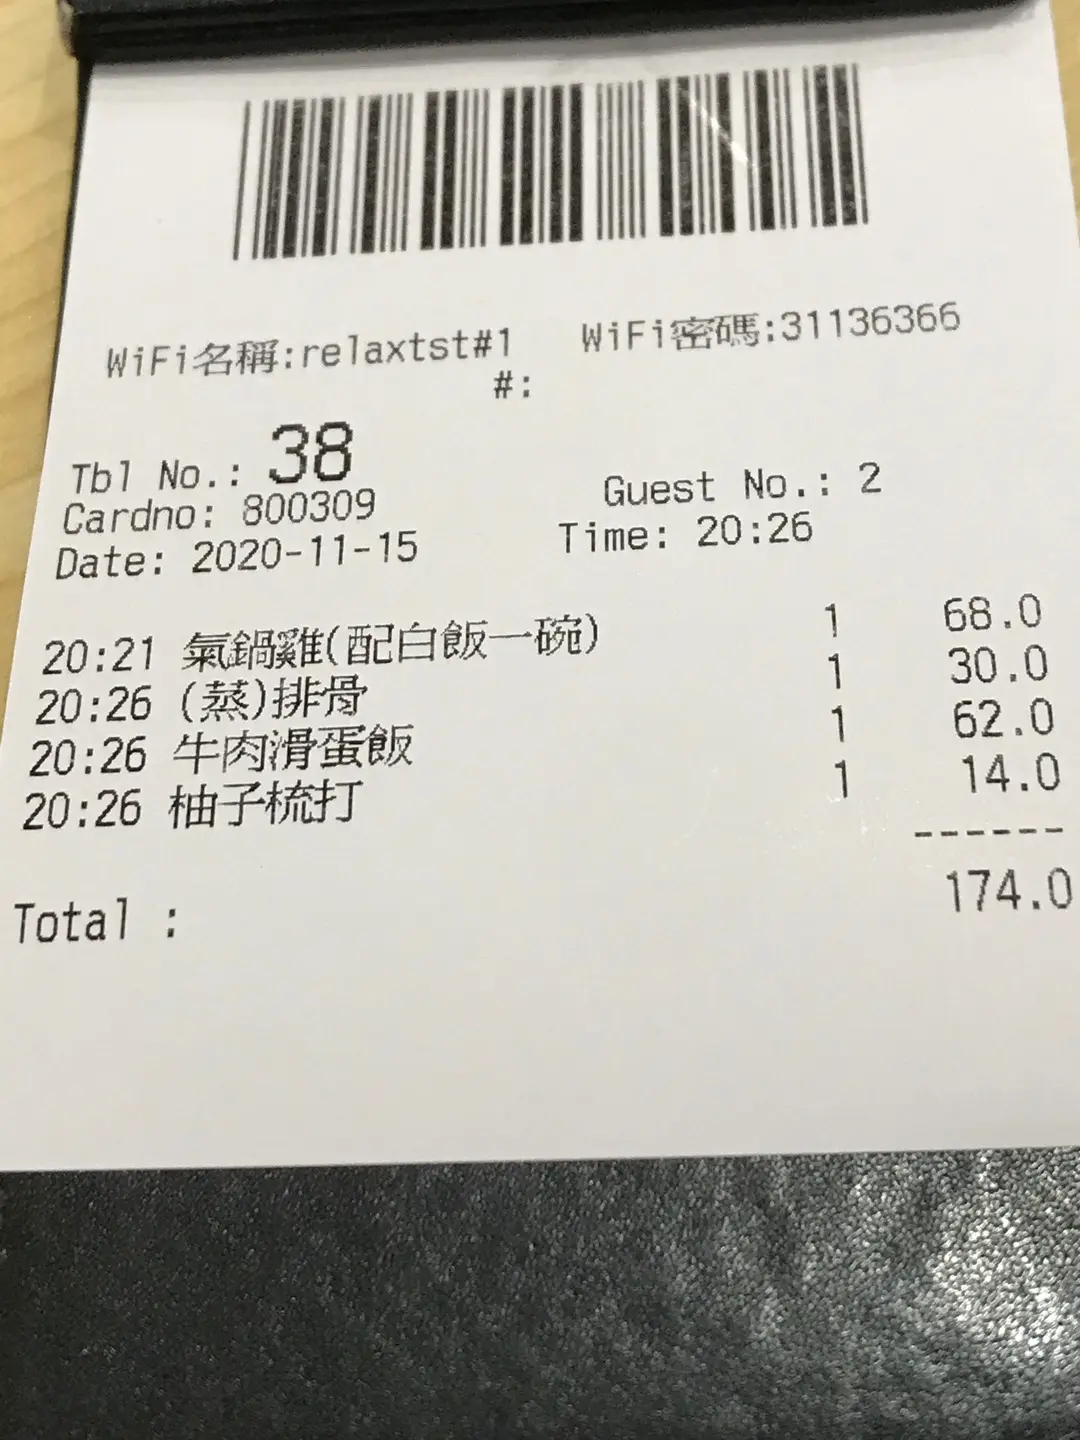 WiFi名稱:relaxtst#1 WiFi密碼:31136366
#:
Tbl No.: 38
Cardno: 800309 Guest No.: 2
Date: 2020-11-15 Time: 20:26
20:21 氣鍋雞(配白飯一碗) 1 68.0
20:26 (蒸)排骨 1 30.0
20:26 牛肉滑蛋飯 1 62.0
20:26 柚子梳打 1 14.0
------
Total : 174.0